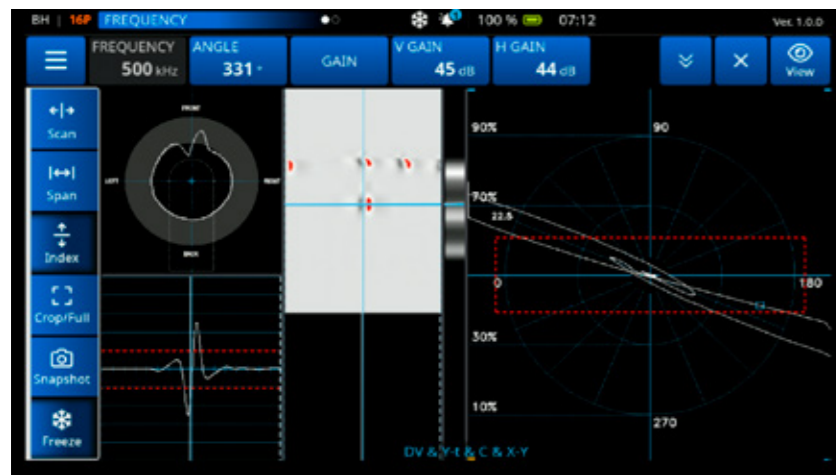 BH | 16P FREQUENCY 100 % 07:12 Ver. 1.0.0
FREQUENCY
500 kHz
ANGLE
331 °
GAIN
V GAIN
45 dB
H GAIN
44 dB
View
Scan
Span
Index
Crop/Full
Snapshot
Freeze
FRONT
LEFT
RIGHT
BACK
90%
90
70%
22.5
0
180
30%
10%
270
DV & Y-t & C & X-Y